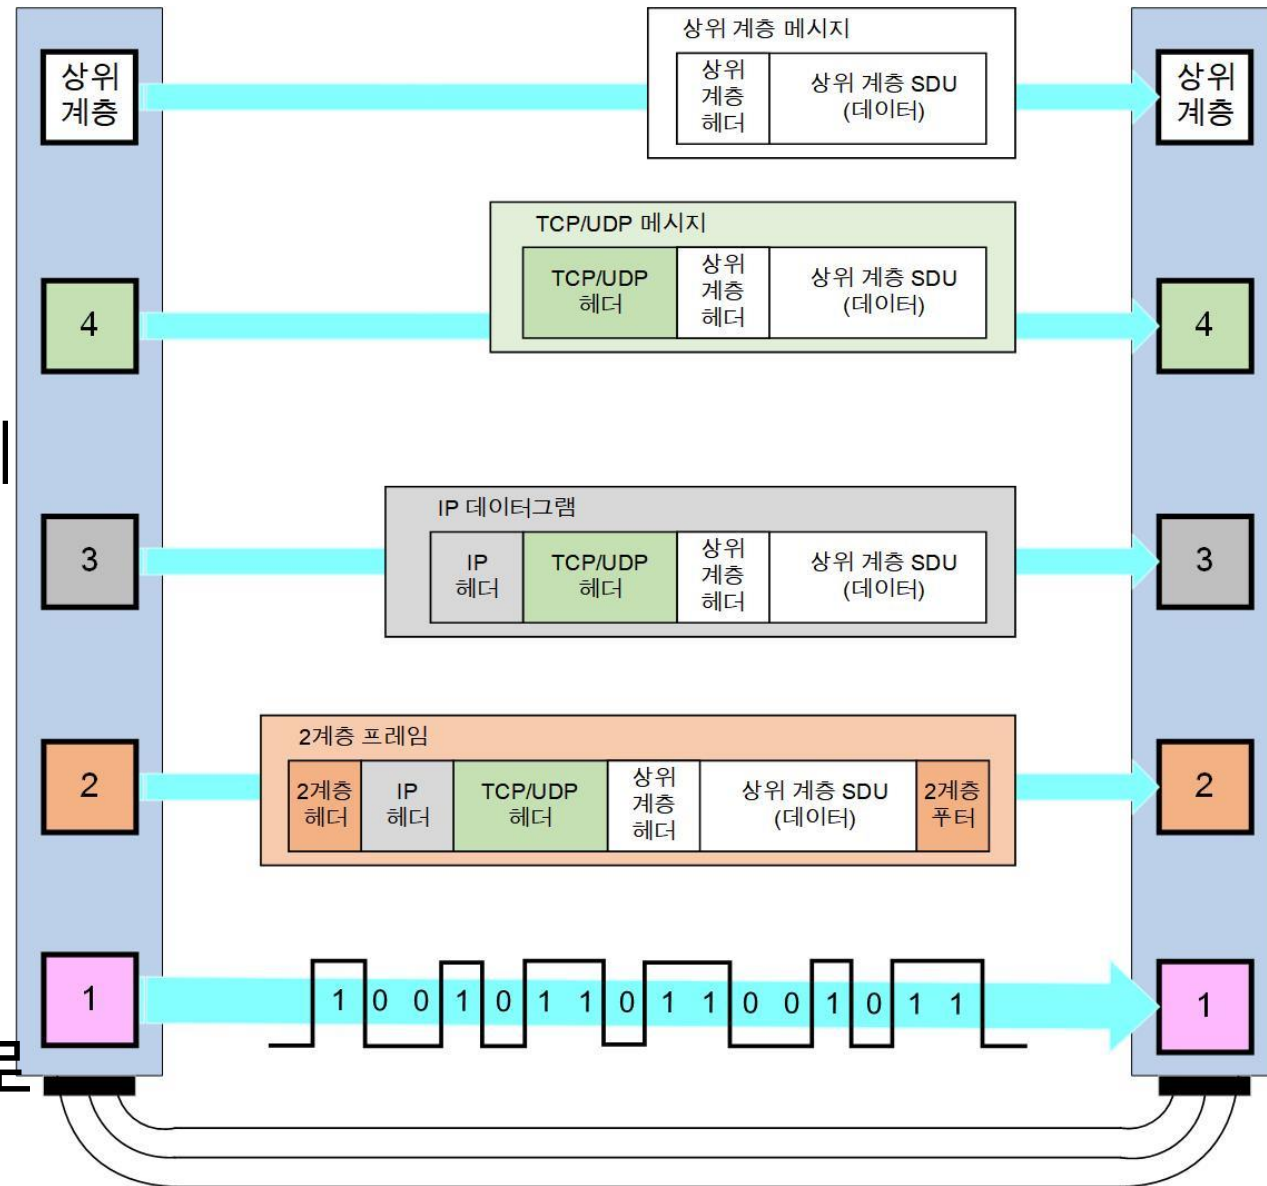 상위 계층 메시지
상위
계층
상위
계층
헤더
상위 계층 SDU
(데이터)
상위
계층
TCP/UDP 메시지
4
TCP/UDP
헤더
상위
계층
헤더
상위 계층 SDU
(데이터)
4
IP 데이터그램
3
IP
헤더
TCP/UDP
헤더
상위
계층
헤더
상위 계층 SDU
(데이터)
3
2계층 프레임
2
2계층
헤더
IP
헤더
TCP/UDP
헤더
상위
계층
헤더
상위 계층 SDU
(데이터)
2계층
푸터
2
1
1 0 0 1 0 1 1 0 1 1 0 0 1 0 1 1
1